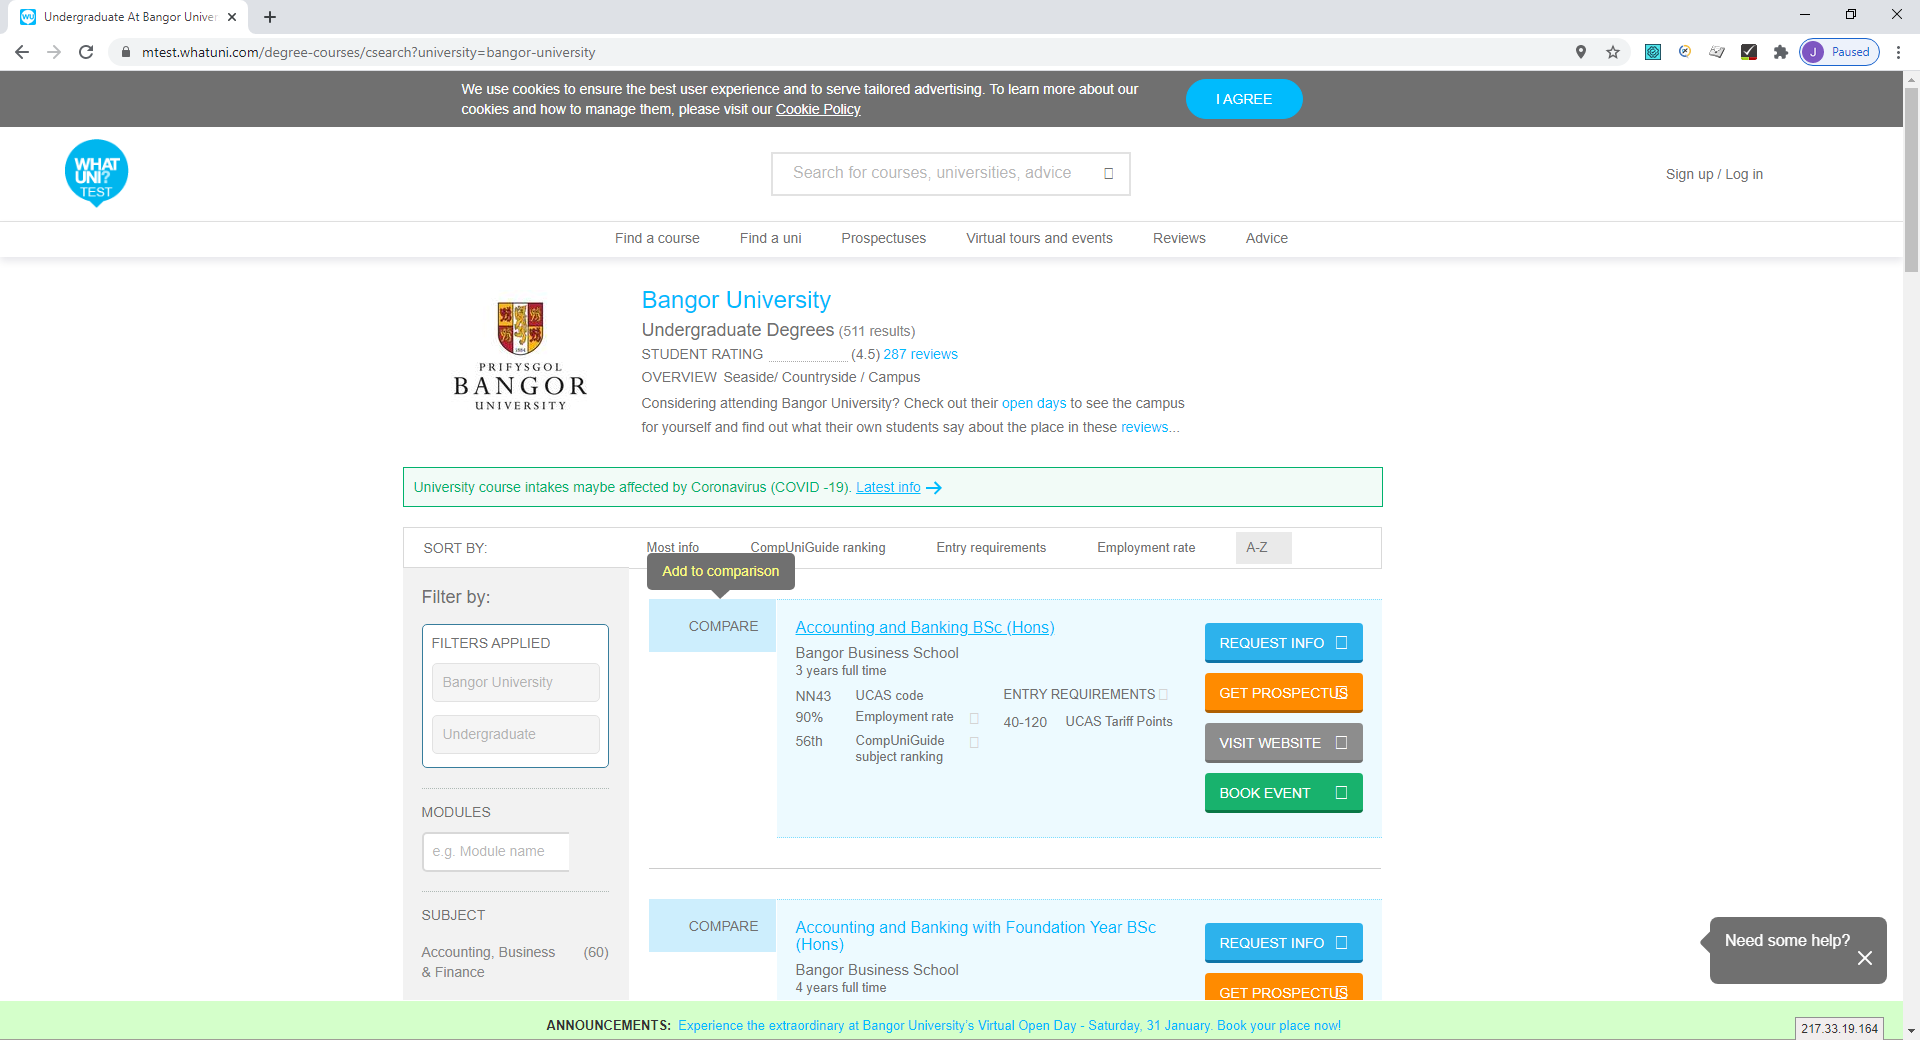 Undergraduate At Bangor Univer
mtest.whatuni.com/degree-courses/csearch?university=bangor-university
J Paused
We use cookies to ensure the best user experience and to serve tailored advertising. To learn more about our
cookies and how to manage them, please visit our Cookie Policy
I AGREE
WHAT
UNI?
TEST
Search for courses, universities, advice
Sign up / Log in
Find a course Find a uni Prospectuses Virtual tours and events Reviews Advice
PRIFYSGOL
BANGOR
UNIVERSITY
Bangor University
Undergraduate Degrees (511 results)
STUDENT RATING (4.5) 287 reviews
OVERVIEW Seaside/ Countryside / Campus
Considering attending Bangor University? Check out their open days to see the campus
for yourself and find out what their own students say about the place in these reviews...
University course intakes maybe affected by Coronavirus (COVID -19). Latest info
SORT BY: Most info CompUniGuide ranking Entry requirements Employment rate A-Z
Add to comparison
Filter by:
FILTERS APPLIED
Bangor University
Undergraduate
MODULES
e.g. Module name
SUBJECT
Accounting, Business (60)
& Finance
COMPARE
Accounting and Banking BSc (Hons)
Bangor Business School
3 years full time
NN43 UCAS code
90% Employment rate
56th CompUniGuide
subject ranking
ENTRY REQUIREMENTS
40-120 UCAS Tariff Points
REQUEST INFO
GET PROSPECTUS
VISIT WEBSITE
BOOK EVENT
COMPARE
Accounting and Banking with Foundation Year BSc
(Hons)
Bangor Business School
4 years full time
REQUEST INFO
GET PROSPECTUS
Need some help?
ANNOUNCEMENTS: Experience the extraordinary at Bangor University's Virtual Open Day - Saturday, 31 January. Book your place now!
217.33.19.164